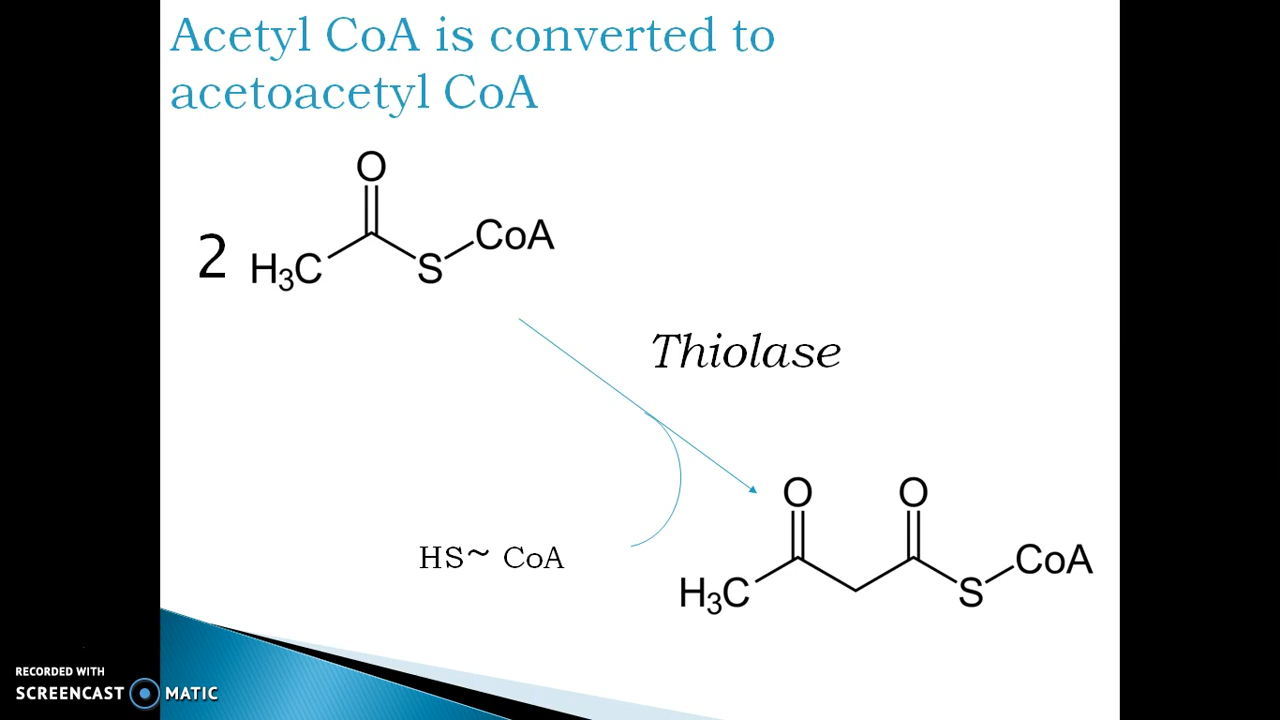 Acetyl CoA is converted to
acetoacetyl CoA
O
2 H₃C S CoA
Thiolase
O O
HS~ CoA
H₃C S CoA
RECORDED WITH
SCREENCAST MATIC